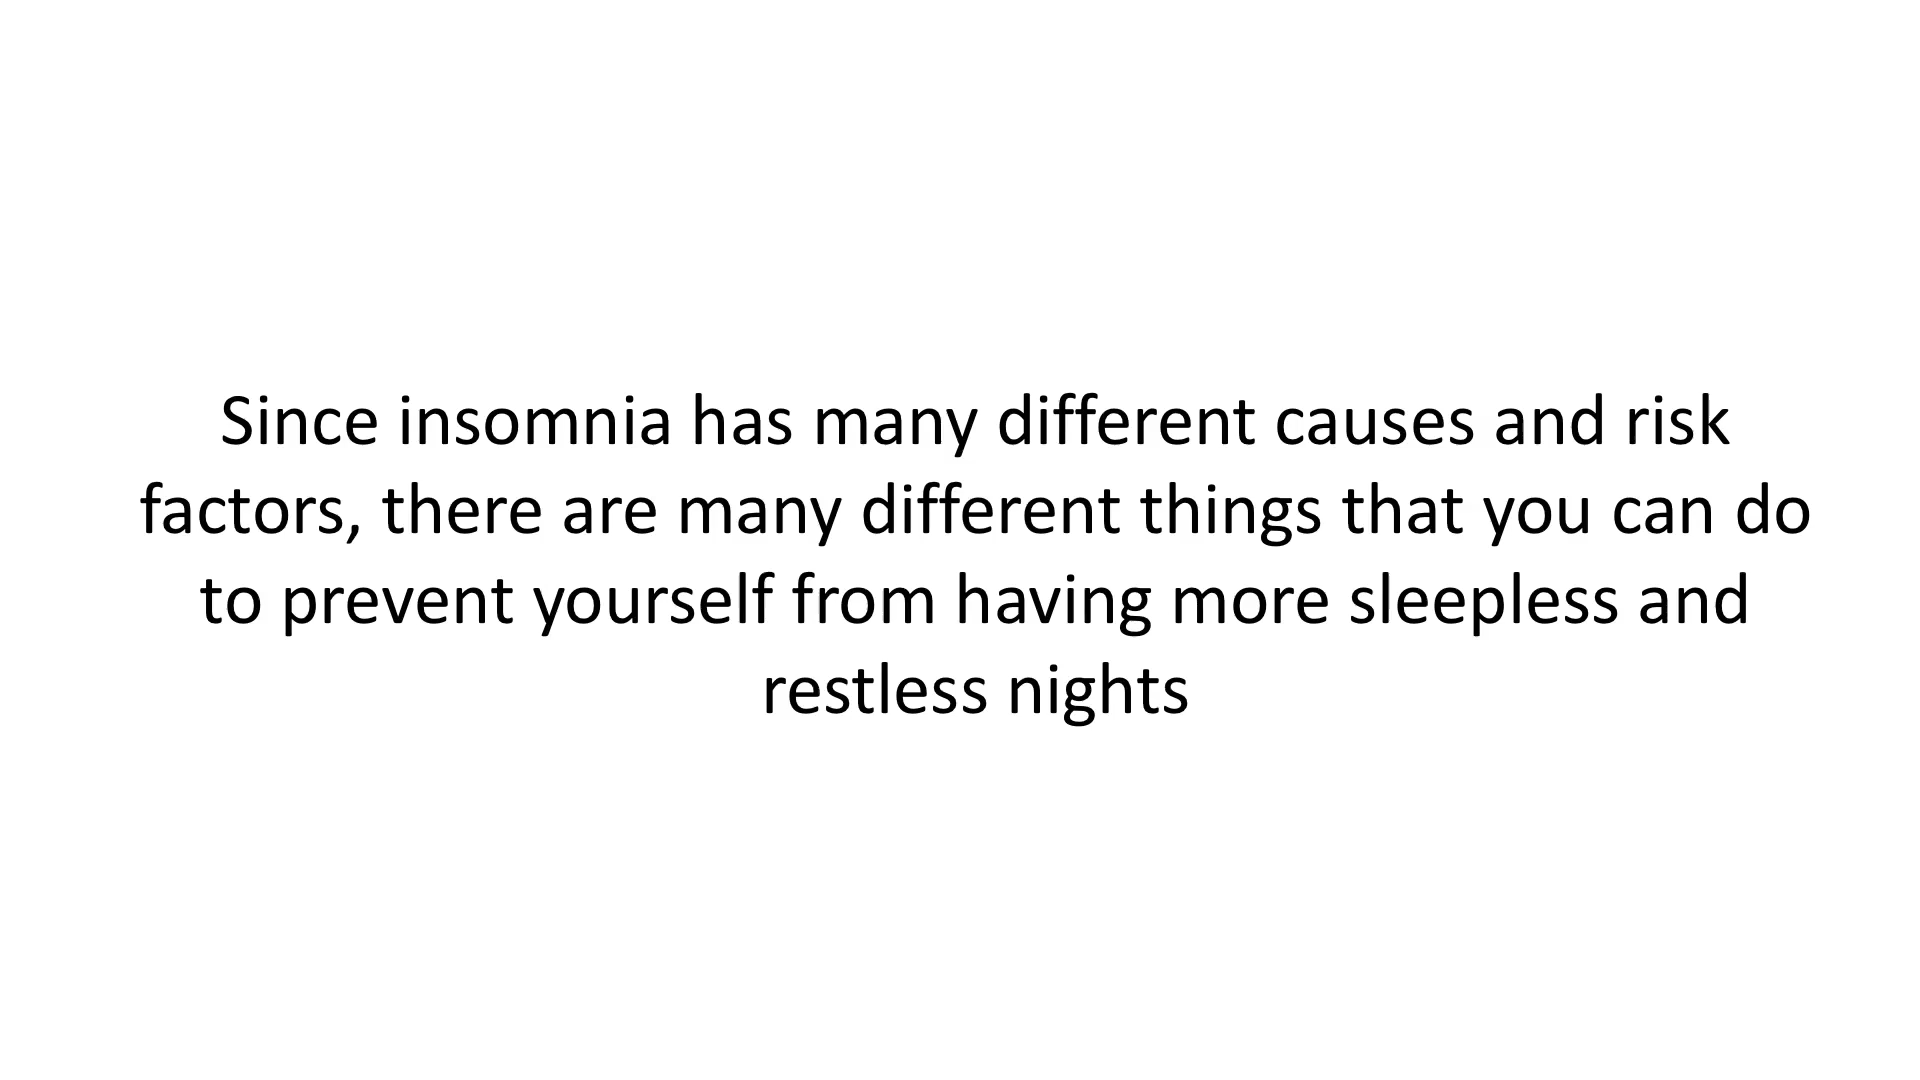 Since insomnia has many different causes and risk
factors, there are many different things that you can do
to prevent yourself from having more sleepless and
restless nights